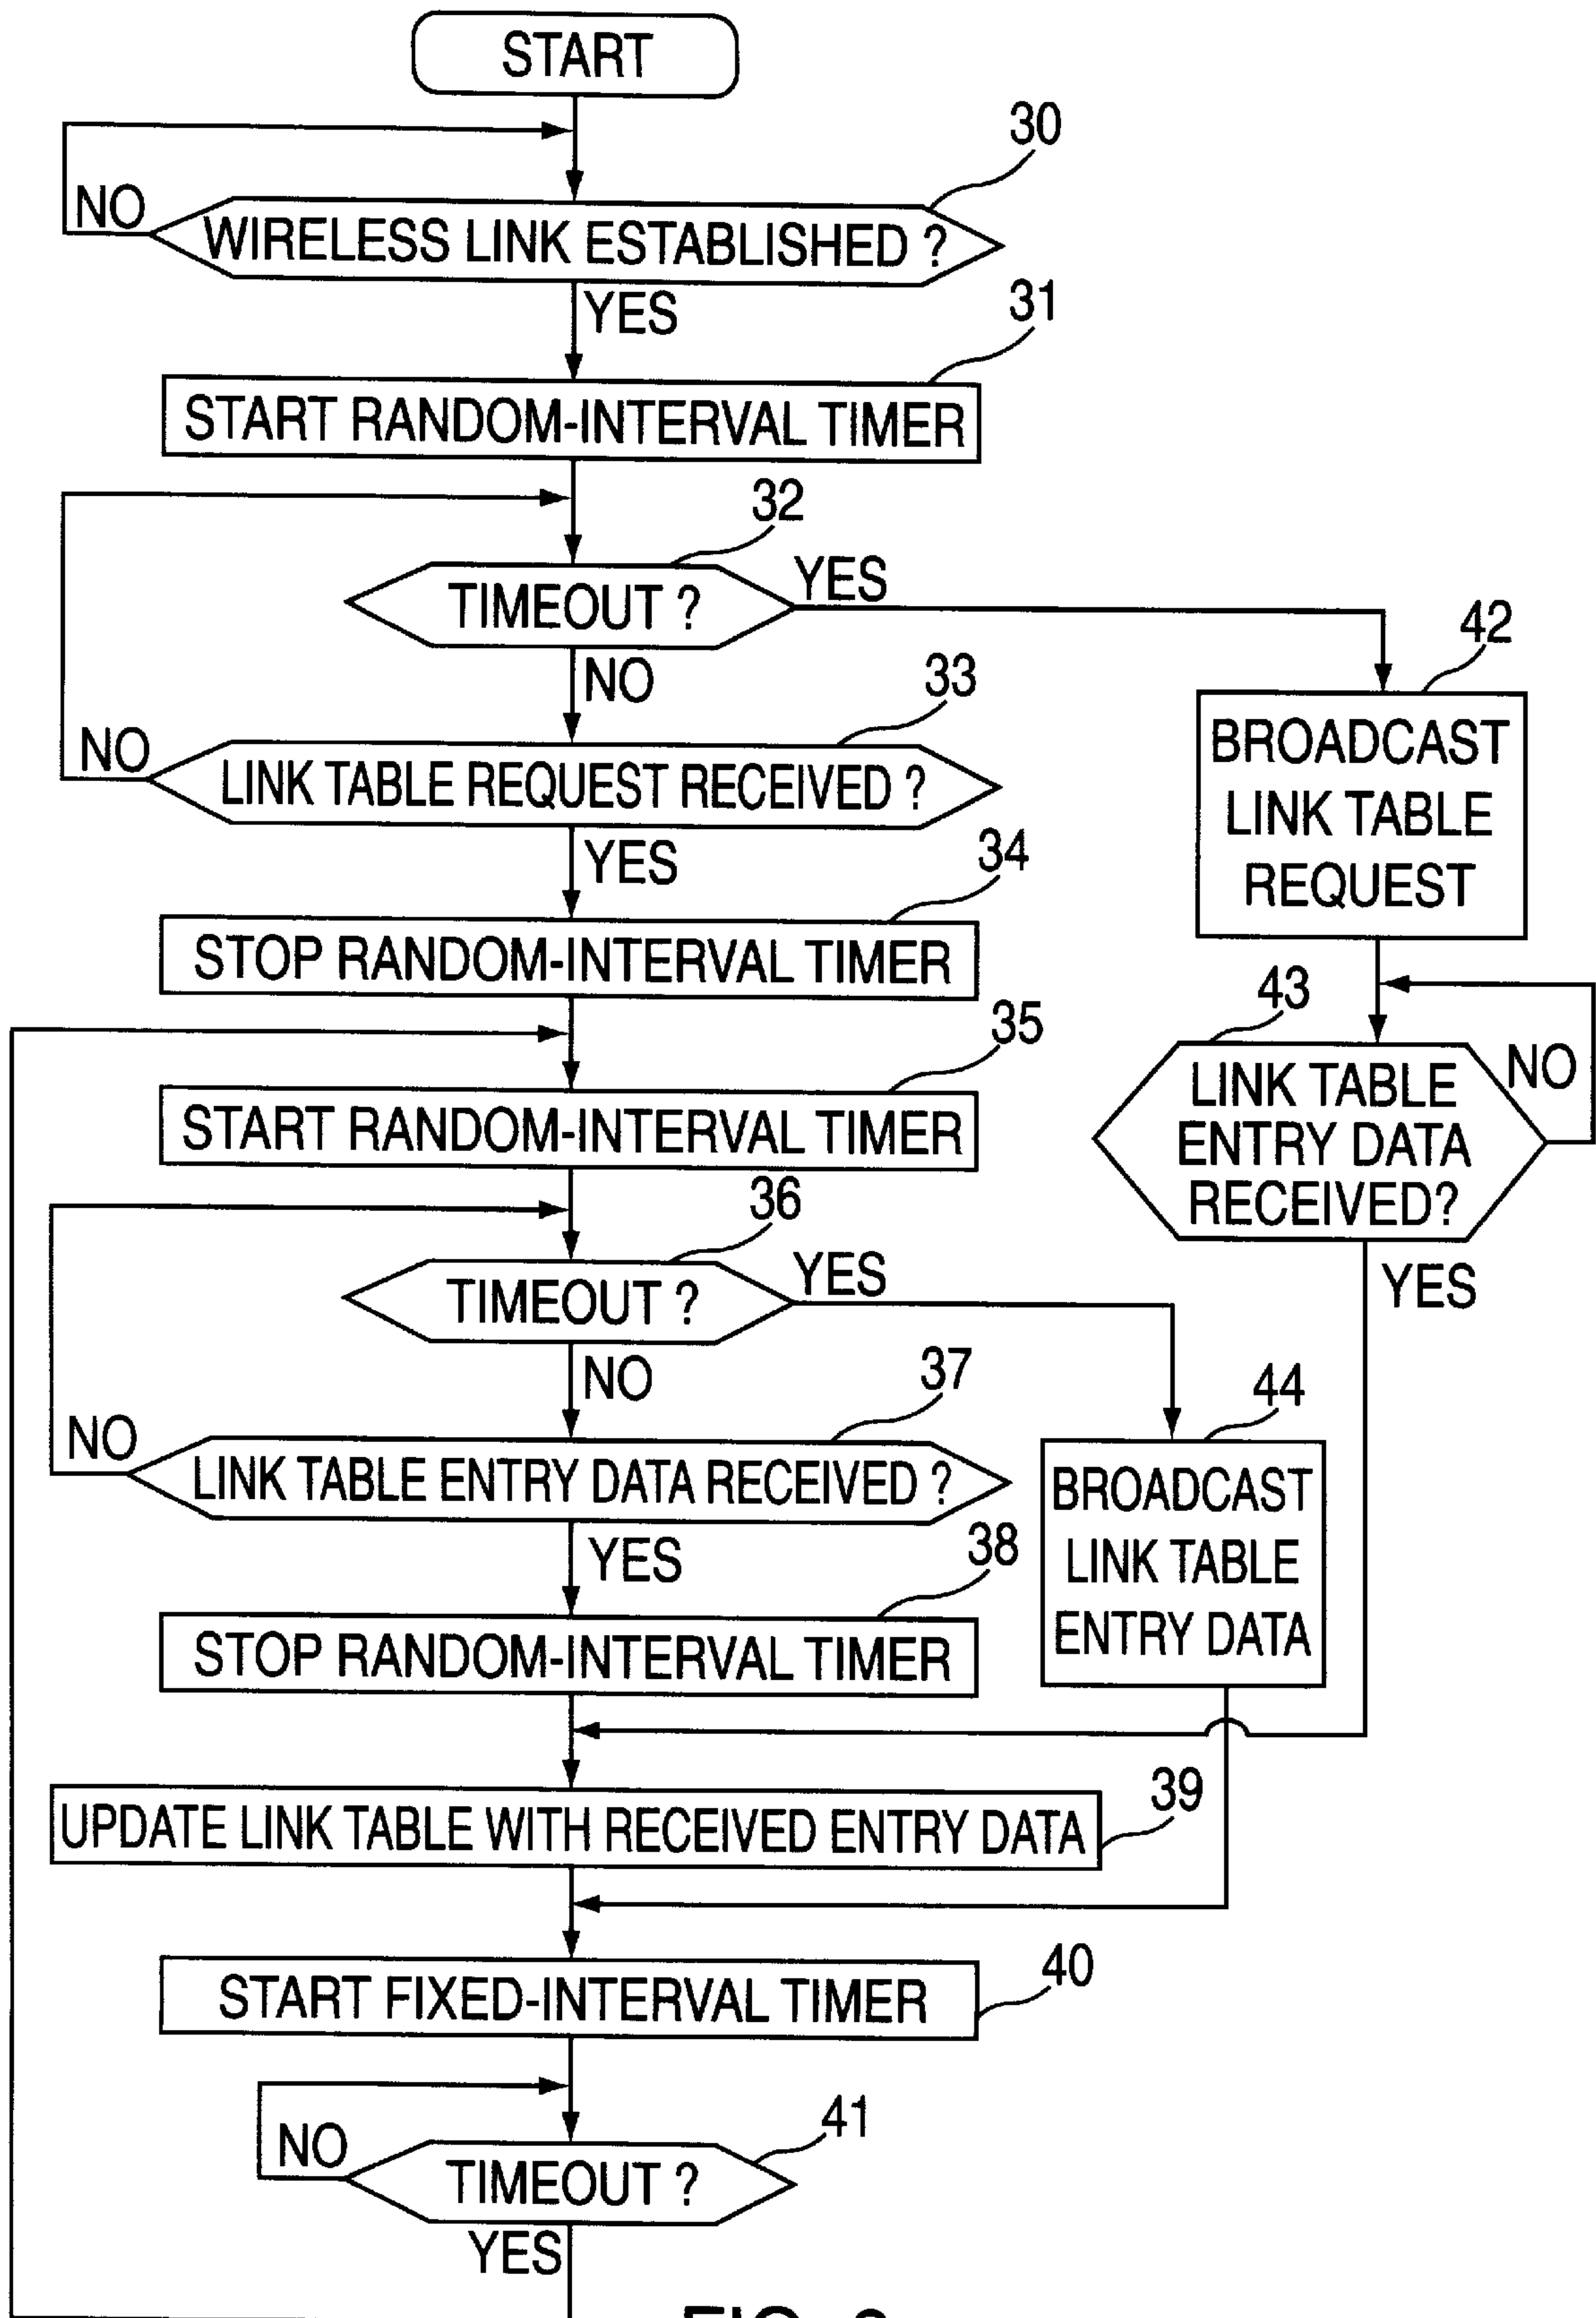 START
30
NO
WIRELESS LINK ESTABLISHED ?
YES
31
START RANDOM-INTERVAL TIMER
32
TIMEOUT ?
YES
NO
42
33
BROADCAST
LINK TABLE
REQUEST
NO
LINK TABLE REQUEST RECEIVED ?
YES
34
STOP RANDOM-INTERVAL TIMER
43
35
NO
LINK TABLE
ENTRY DATA
RECEIVED?
START RANDOM-INTERVAL TIMER
36
YES
TIMEOUT ?
YES
NO
37
44
NO
LINK TABLE ENTRY DATA RECEIVED ?
BROADCAST
LINK TABLE
ENTRY DATA
YES
38
STOP RANDOM-INTERVAL TIMER
39
UPDATE LINK TABLE WITH RECEIVED ENTRY DATA
40
START FIXED-INTERVAL TIMER
41
NO
TIMEOUT ?
YES